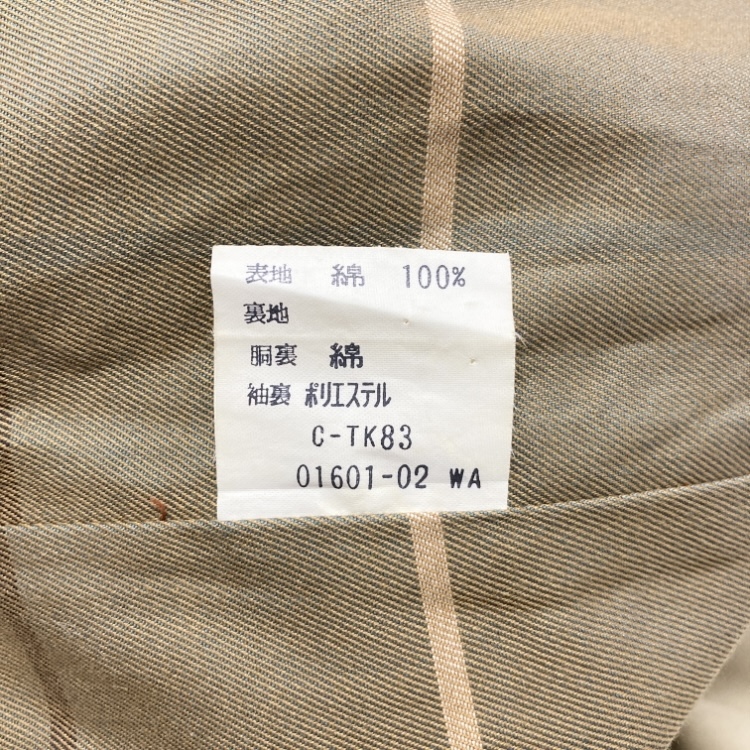 表地 綿 100%
裏地
胴裏 綿
袖裏 ポリエステル
C-TK83
01601-02 WA